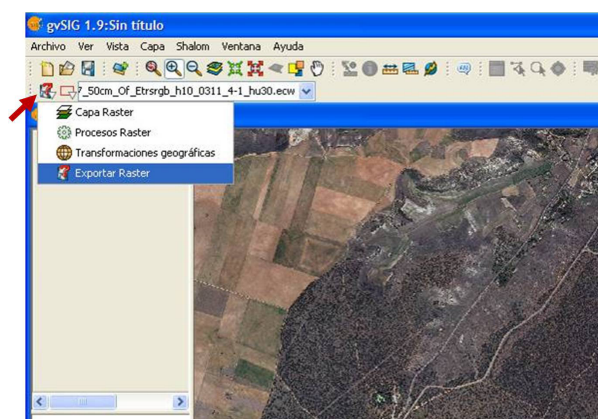 gvSIG 1.9:Sin título
Archivo Ver Vista Capa Shalom Ventana Ayuda
7_50cm_Of_Etrsrgb_h10_0311_4-1_hu30.ecw
Capa Raster
Procesos Raster
Transformaciones geográficas
Exportar Raster